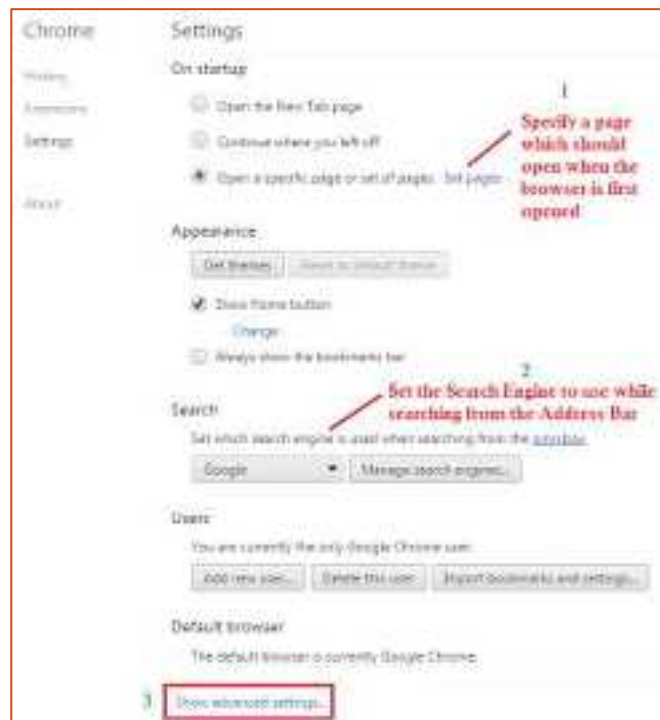 Chrome
Settings
History
Extensions
Settings
About
On startup
Open the New Tab page
Continue where you left off
Open a specific page or set of pages. Set pages
1
Specify a page
which should
open when the
browser is first
opened
Appearance
Get themes
Reset to default theme
Show Home button
Change
Always show the bookmarks bar
2
Set the Search Engine to use while
searching from the Address Bar
Search
Set which search engine is used when searching from the omnibox.
Google
Manage search engines...
Users
You are currently the only Google Chrome user.
Add new user...
Delete this user
Import bookmarks and settings...
Default browser
The default browser is currently Google Chrome.
3
Show advanced settings...